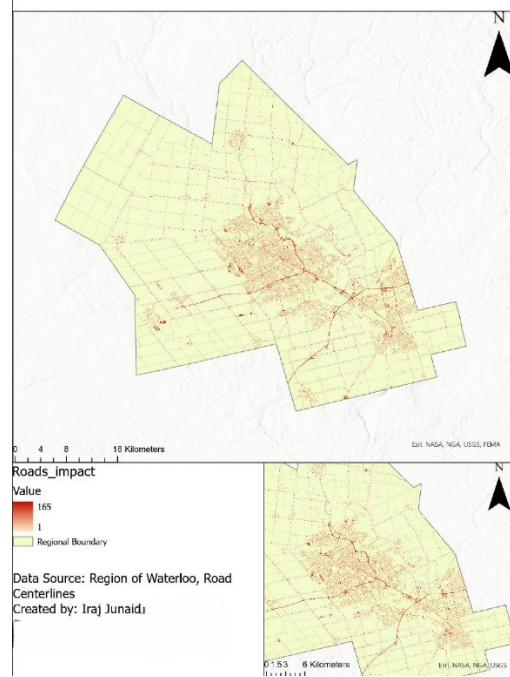 N
0 4 8 16 Kilometers
Esri, NASA, NGA, USGS, FEMA
Roads_impact
Value
165
1
Regional Boundary
Data Source: Region of Waterloo, Road
Centerlines
Created by: Iraj
N
0 1.5 3 6 Kilometers
Esri, NASA, NGA, USGS